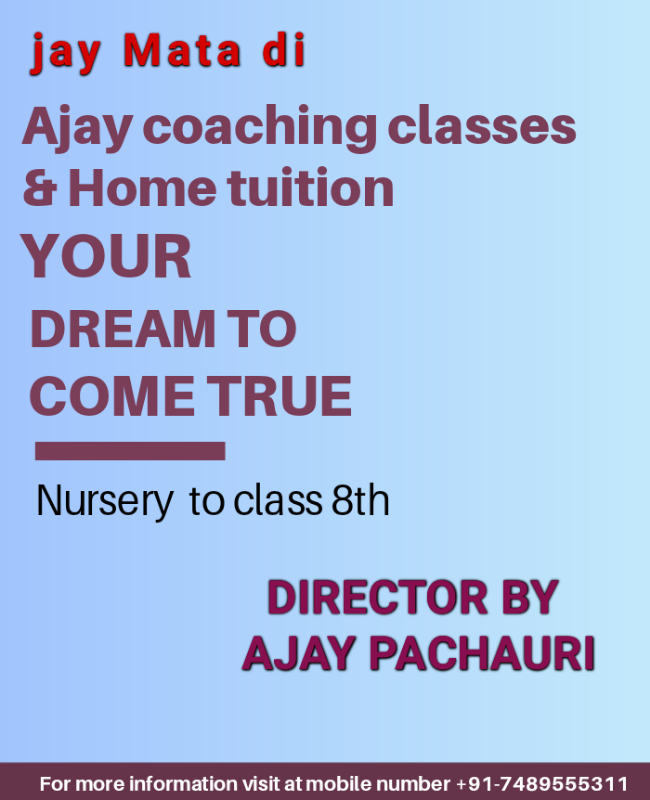 jay Mata di
Ajay coaching classes
& Home tuition
YOUR
DREAM TO
COME TRUE
Nursery to class 8th
DIRECTOR BY
AJAY PACHAURI
For more information visit at mobile number +91-7489555311